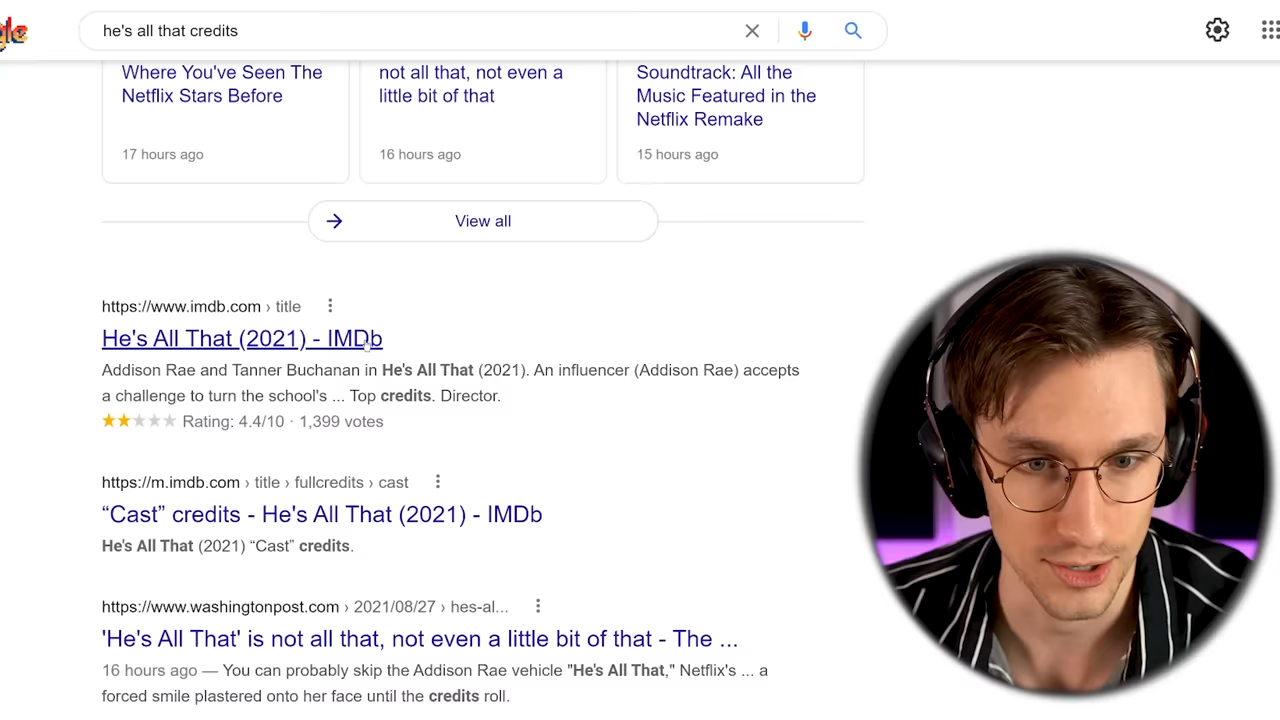 he's all that credits
Where You've Seen The
Netflix Stars Before
17 hours ago
not all that, not even a
little bit of that
16 hours ago
Soundtrack: All the
Music Featured in the
Netflix Remake
15 hours ago
View all
https://www.imdb.com › title
He's All That (2021) - IMDb
Addison Rae and Tanner Buchanan in He's All That (2021). An influencer (Addison Rae) accepts
a challenge to turn the school's ... Top credits. Director.
Rating: 4.4/10 · 1,399 votes
https://m.imdb.com › title › fullcredits › cast
“Cast” credits - He's All That (2021) - IMDb
He's All That (2021) “Cast” credits.
https://www.washingtonpost.com › 2021/08/27 › hes-al...
'He's All That' is not all that, not even a little bit of that - The ...
16 hours ago — You can probably skip the Addison Rae vehicle "He's All That," Netflix's ... a
forced smile plastered onto her face until the credits roll.